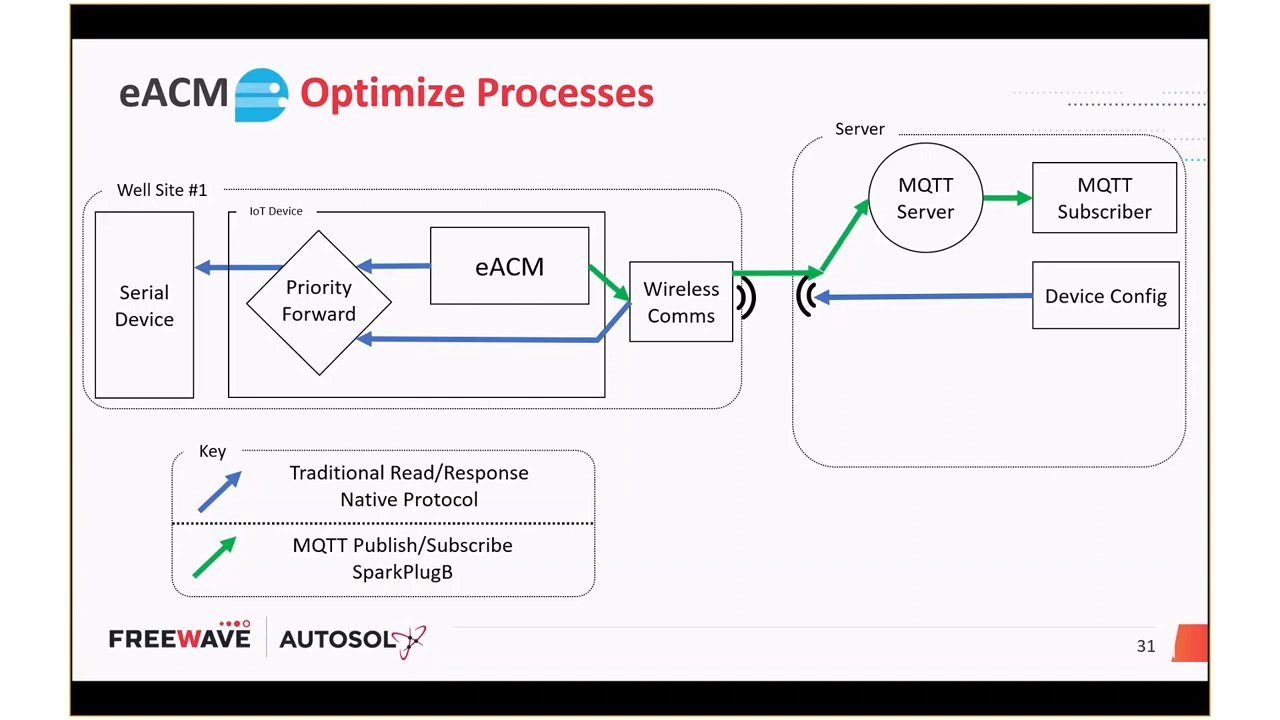 eACM Optimize Processes
Server
Well Site #1
IoT Device
MQTT
Server
MQTT
Subscriber
eACM
Serial
Device
Priority
Forward
Wireless
Comms
Device Config
Key
Traditional Read/Response
Native Protocol
MQTT Publish/Subscribe
SparkPlugB
FREEWAVE
AUTOSOL
31